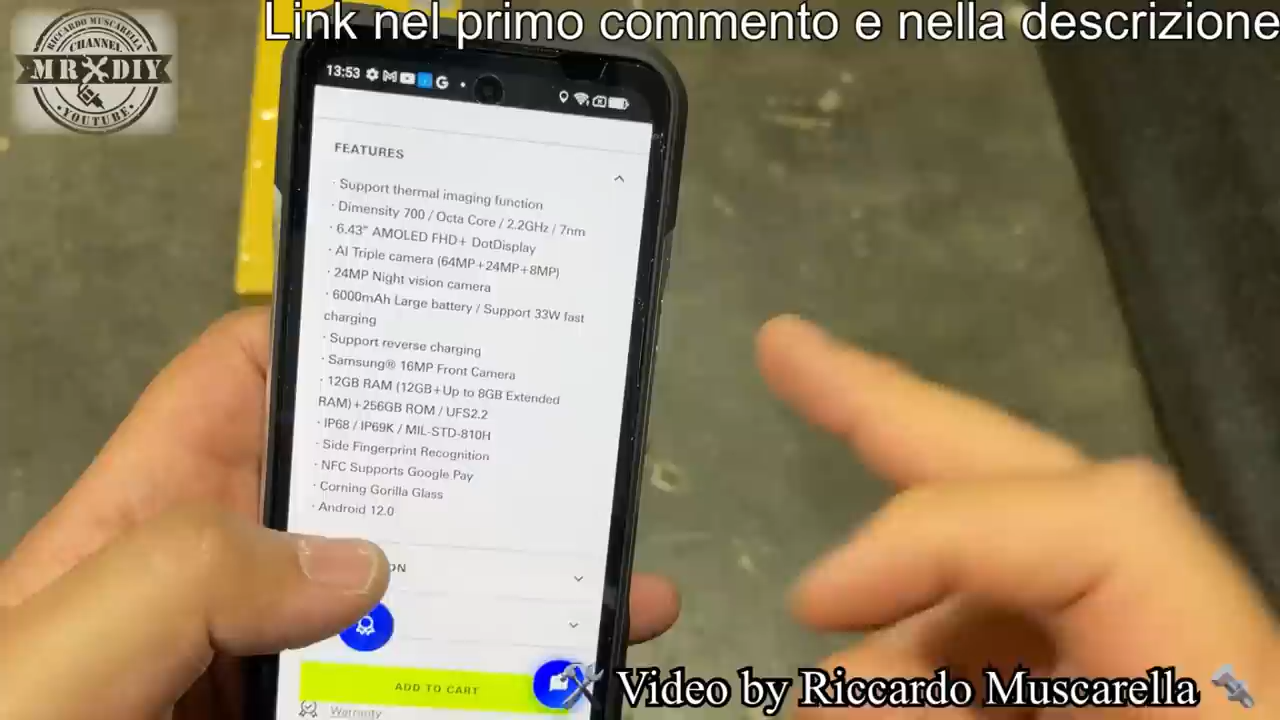 Link nel primo commento e nella descrizione
RICCARDO MUSCARELLA
CHANNEL
MR DIY
YOUTUBE
13:53
FEATURES
· Support thermal imaging function
· Dimensity 700 / Octa Core / 2.2GHz / 7nm
· 6.43" AMOLED FHD+ DotDisplay
· AI Triple camera (64MP+24MP+8MP)
· 24MP Night vision camera
· 6000mAh Large battery / Support 33W fast
charging
· Support reverse charging
· Samsung® 16MP Front Camera
· 12GB RAM (12GB+Up to 8GB Extended
RAM)+256GB ROM / UFS2.2
· IP68 / IP69K / MIL-STD-810H
· Side Fingerprint Recognition
· NFC Supports Google Pay
· Corning Gorilla Glass
· Android 12.0
ON
ADD TO CART
Warranty
Video by Riccardo Muscarella